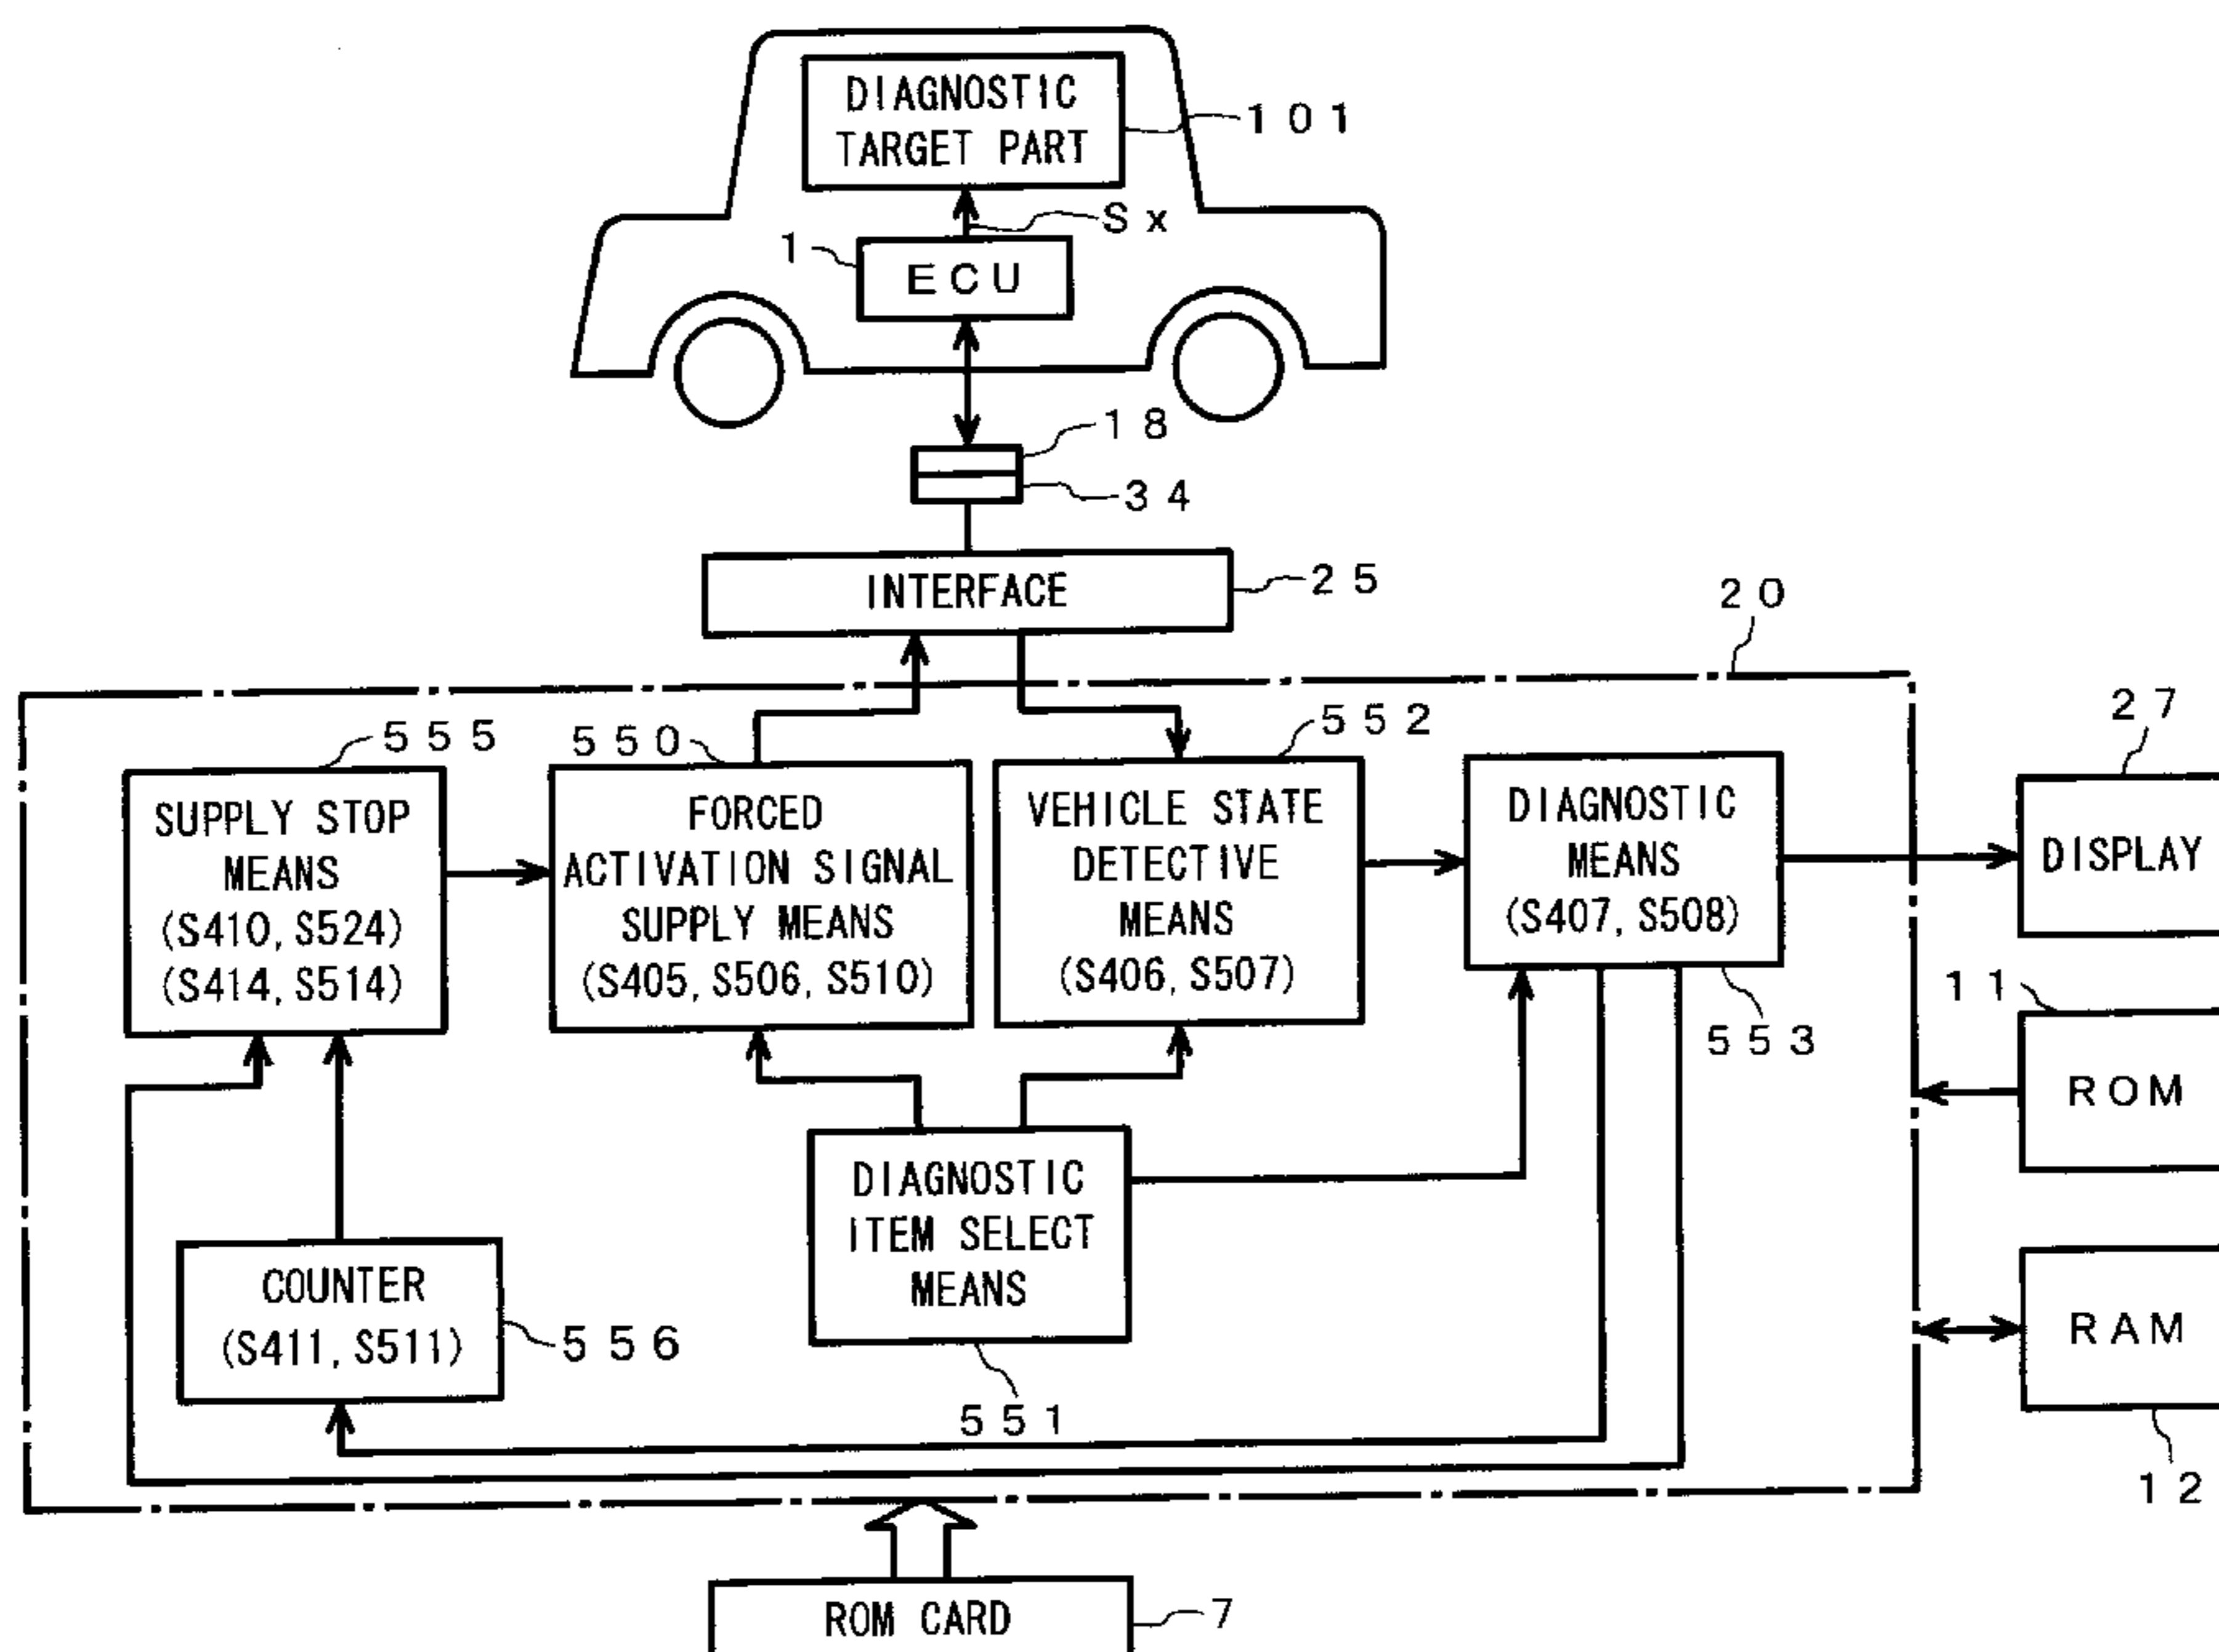 DIAGNOSTIC
TARGET PART
101
Sx
1
ECU
18
34
INTERFACE
25
20
555
550
552
27
SUPPLY STOP
MEANS
(S410, S524)
(S414, S514)
FORCED
ACTIVATION SIGNAL
SUPPLY MEANS
(S405, S506, S510)
VEHICLE STATE
DETECTIVE
MEANS
(S406, S507)
DIAGNOSTIC
MEANS
(S407, S508)
DISPLAY
553
11
ROM
DIAGNOSTIC
ITEM SELECT
MEANS
551
COUNTER
(S411, S511)
556
RAM
12
ROM CARD
7